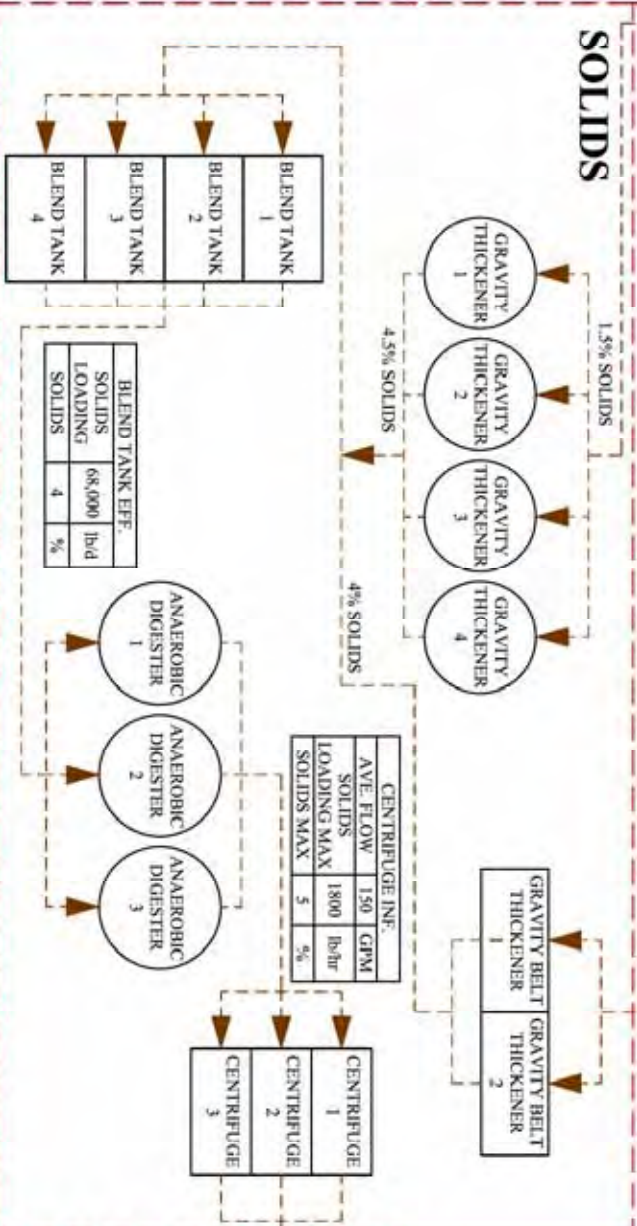 SOLIDS
1.5% SOLIDS
GRAVITY
THICKENER
1
GRAVITY
THICKENER
2
GRAVITY
THICKENER
3
GRAVITY
THICKENER
4
4.5% SOLIDS
GRAVITY BELT
THICKENER
1
GRAVITY BELT
THICKENER
2
4% SOLIDS
BLEND TANK
1
BLEND TANK
2
BLEND TANK
3
BLEND TANK
4
BLEND TANK EFF.
SOLIDS
LOADING 68,000 lb/d
SOLIDS 4 %
CENTRIFUGE INF.
AVE. FLOW 150 GPM
SOLIDS
LOADING MAX 1800 lb/hr
SOLIDS MAX 5 %
ANAEROBIC
DIGESTER
1
ANAEROBIC
DIGESTER
2
ANAEROBIC
DIGESTER
3
CENTRIFUGE
1
CENTRIFUGE
2
CENTRIFUGE
3